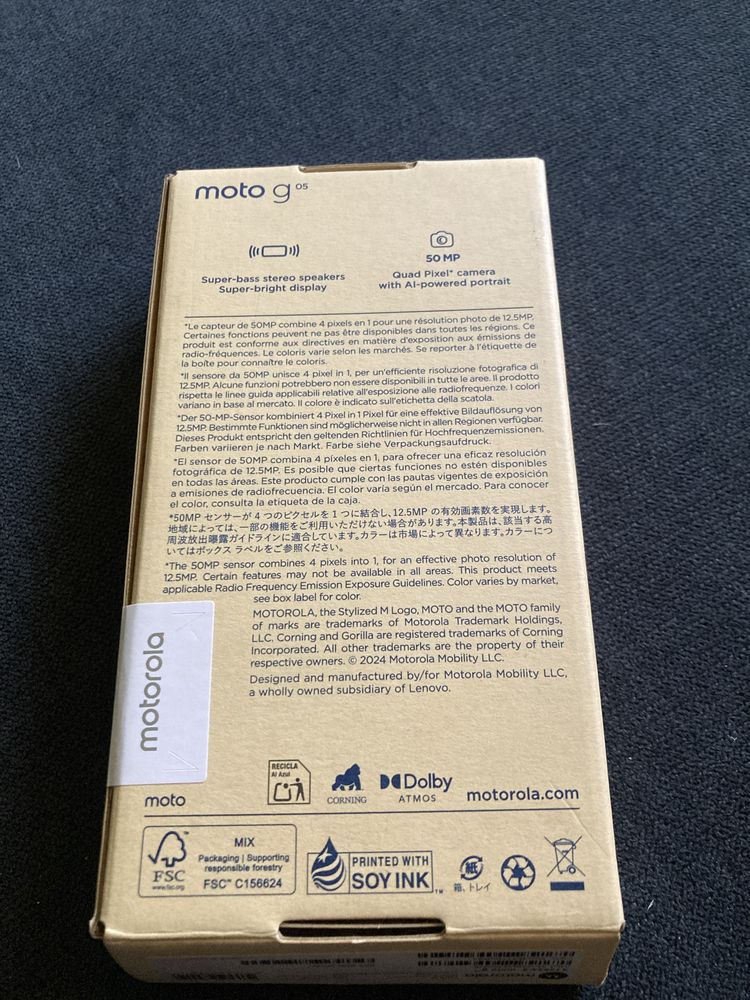 moto g 05
Super-bass stereo speakers
Super-bright display
50 MP
Quad Pixel* camera
with AI-powered portrait
*Le capteur de 50MP combine 4 pixels en 1 pour une résolution photo de 12.5MP.
Certaines fonctions peuvent ne pas être disponibles dans toutes les régions. Ce
produit est conforme aux directives en matière d'exposition aux émissions de
radio-fréquences. Le coloris varie selon les marchés. Se reporter à l'étiquette de
la boîte pour connaître le coloris.
*Il sensore da 50MP unisce 4 pixel in 1, per un'efficiente risoluzione fotografica di
12.5MP. Alcune funzioni potrebbero non essere disponibili in tutte le aree. Il prodotto
rispetta le linee guida applicabili relative all'esposizione alle radiofrequenze. I colori
variano in base al mercato. Il colore è indicato sull'etichetta della scatola.
*Der 50-MP-Sensor kombiniert 4 Pixel in 1 Pixel für eine effektive Bildauflösung von
12.5MP. Bestimmte Funktionen sind möglicherweise nicht in allen Regionen verfügbar.
Dieses Produkt entspricht den geltenden Richtlinien für Hochfrequenzemissionen.
Farben variieren je nach Markt. Farbe siehe Verpackungsaufdruck.
*El sensor de 50MP combina 4 píxeles en 1, para ofrecer una eficaz resolución
fotográfica de 12.5MP. Es posible que ciertas funciones no estén disponibles
en todas las áreas. Este producto cumple con las pautas vigentes de exposición
a emisiones de radiofrecuencia. El color varía según el mercado. Para conocer
el color, consulta la etiqueta de la caja.
*50MP センサーが 4 つのピクセルを 1 つに結合し、12.5MP の有効画素数を実現します。
地域によっては、一部の機能をご利用いただけない場合があります。本製品は、該当する高
周波放出曝露ガイドラインに適合しています。カラーは市場によって異なります。カラーにつ
いてはボックス ラベルをご参照ください。
*The 50MP sensor combines 4 pixels into 1, for an effective photo resolution of
12.5MP. Certain features may not be available in all areas. This product meets
applicable Radio Frequency Emission Exposure Guidelines. Color varies by market,
see box label for color.
MOTOROLA, the Stylized M Logo, MOTO and the MOTO family
of marks are trademarks of Motorola Trademark Holdings,
LLC. Corning and Gorilla are registered trademarks of Corning
Incorporated. All other trademarks are the property of their
respective owners. © 2024 Motorola Mobility LLC.
Designed and manufactured by/for Motorola Mobility LLC,
a wholly owned subsidiary of Lenovo.
motorola
moto
RECICLA
Al Azul
CORNING
Dolby
ATMOS
motorola.com
FSC
www.fsc.org
MIX
Packaging | Supporting
responsible forestry
FSC™ C156624
PRINTED WITH
SOY INK™
紙
箱、トレイ
motorola